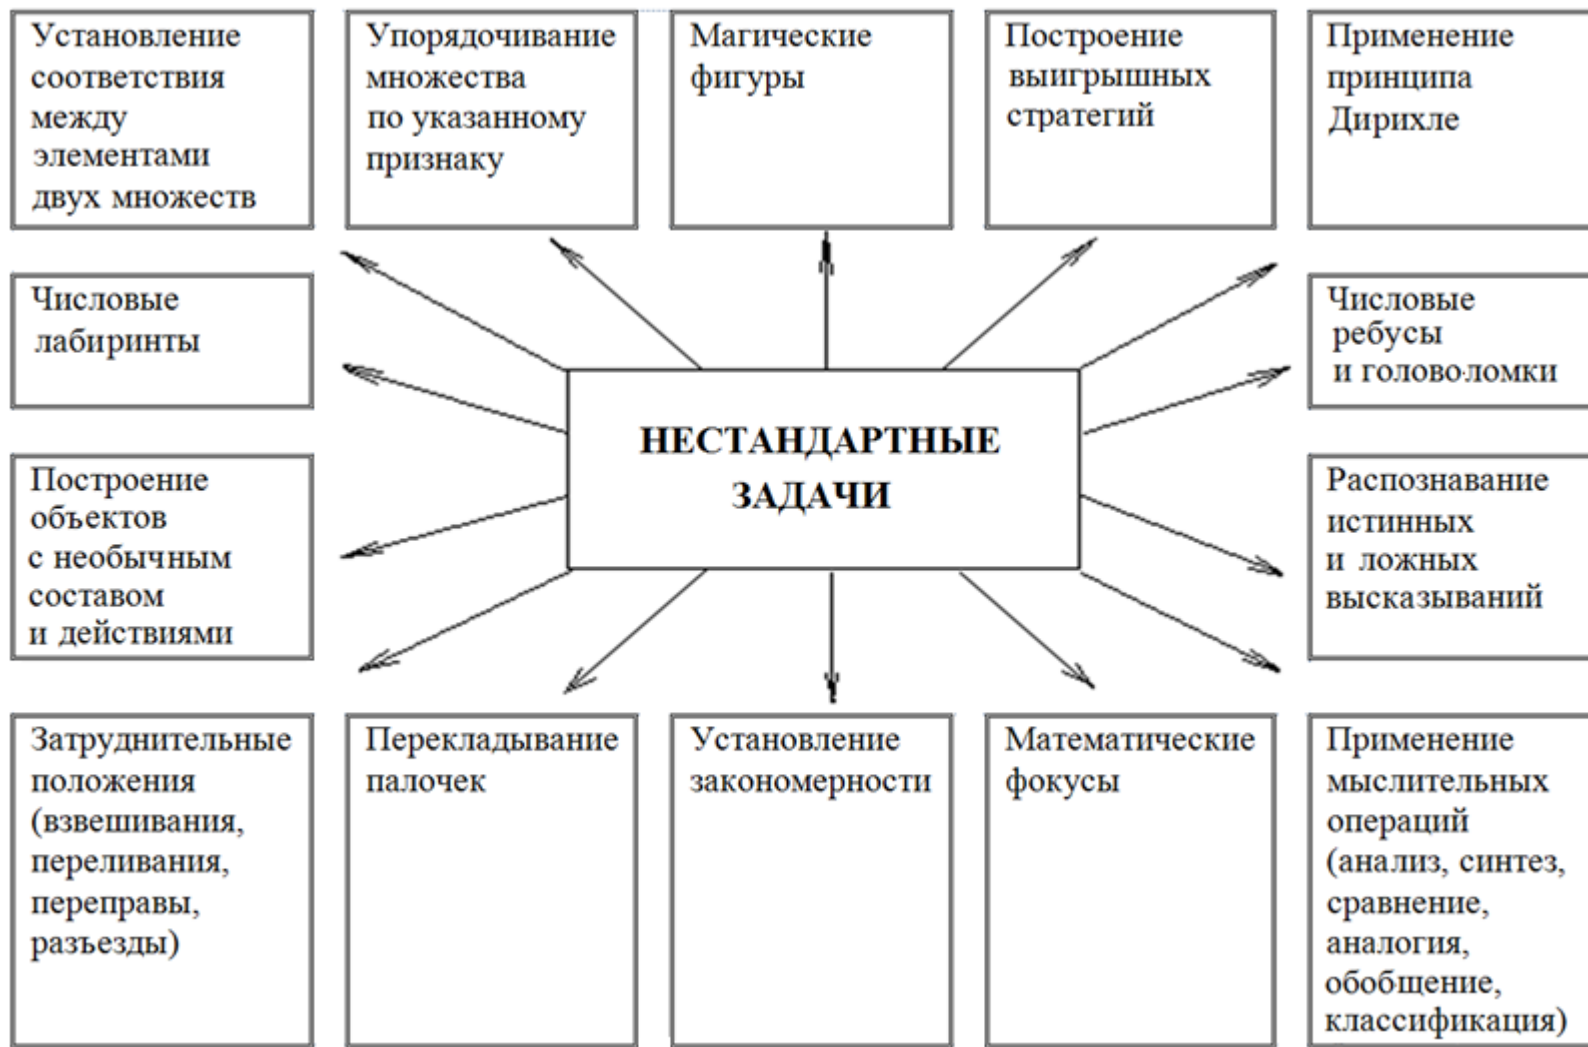 Установление
соответствия
между
элементами
двух множеств
Упорядочивание
множества
по указанному
признаку
Магические
фигуры
Построение
выигрышных
стратегий
Применение
принципа
Дирихле
Числовые
лабиринты
Числовые
ребусы
и головоломки
НЕСТАНДАРТНЫЕ
ЗАДАЧИ
Построение
объектов
с необычным
составом
и действиями
Распознавание
истинных
и ложных
высказываний
Затруднительные
положения
(взвешивания,
переливания,
переправы,
разъезды)
Перекладывание
палочек
Установление
закономерности
Математические
фокусы
Применение
мыслительных
операций
(анализ, синтез,
сравнение,
аналогия,
обобщение,
классификация)